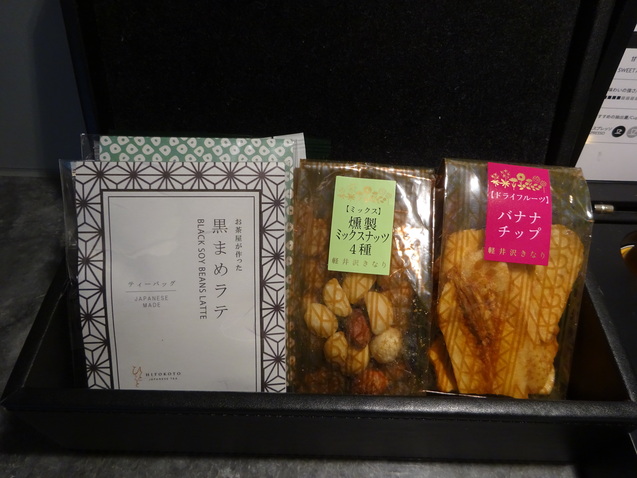 お茶屋が作った
黒まめラテ
BLACK SOY BEANS LATTE
ティーバッグ
JAPANESE
MADE
HITOKOTO
JAPANESE TEA
【ミックス】
燻製
ミックスナッツ
4種
軽井沢きなり
【ドライフルーツ】
バナナ
チップ
軽井沢きなり
SWEET